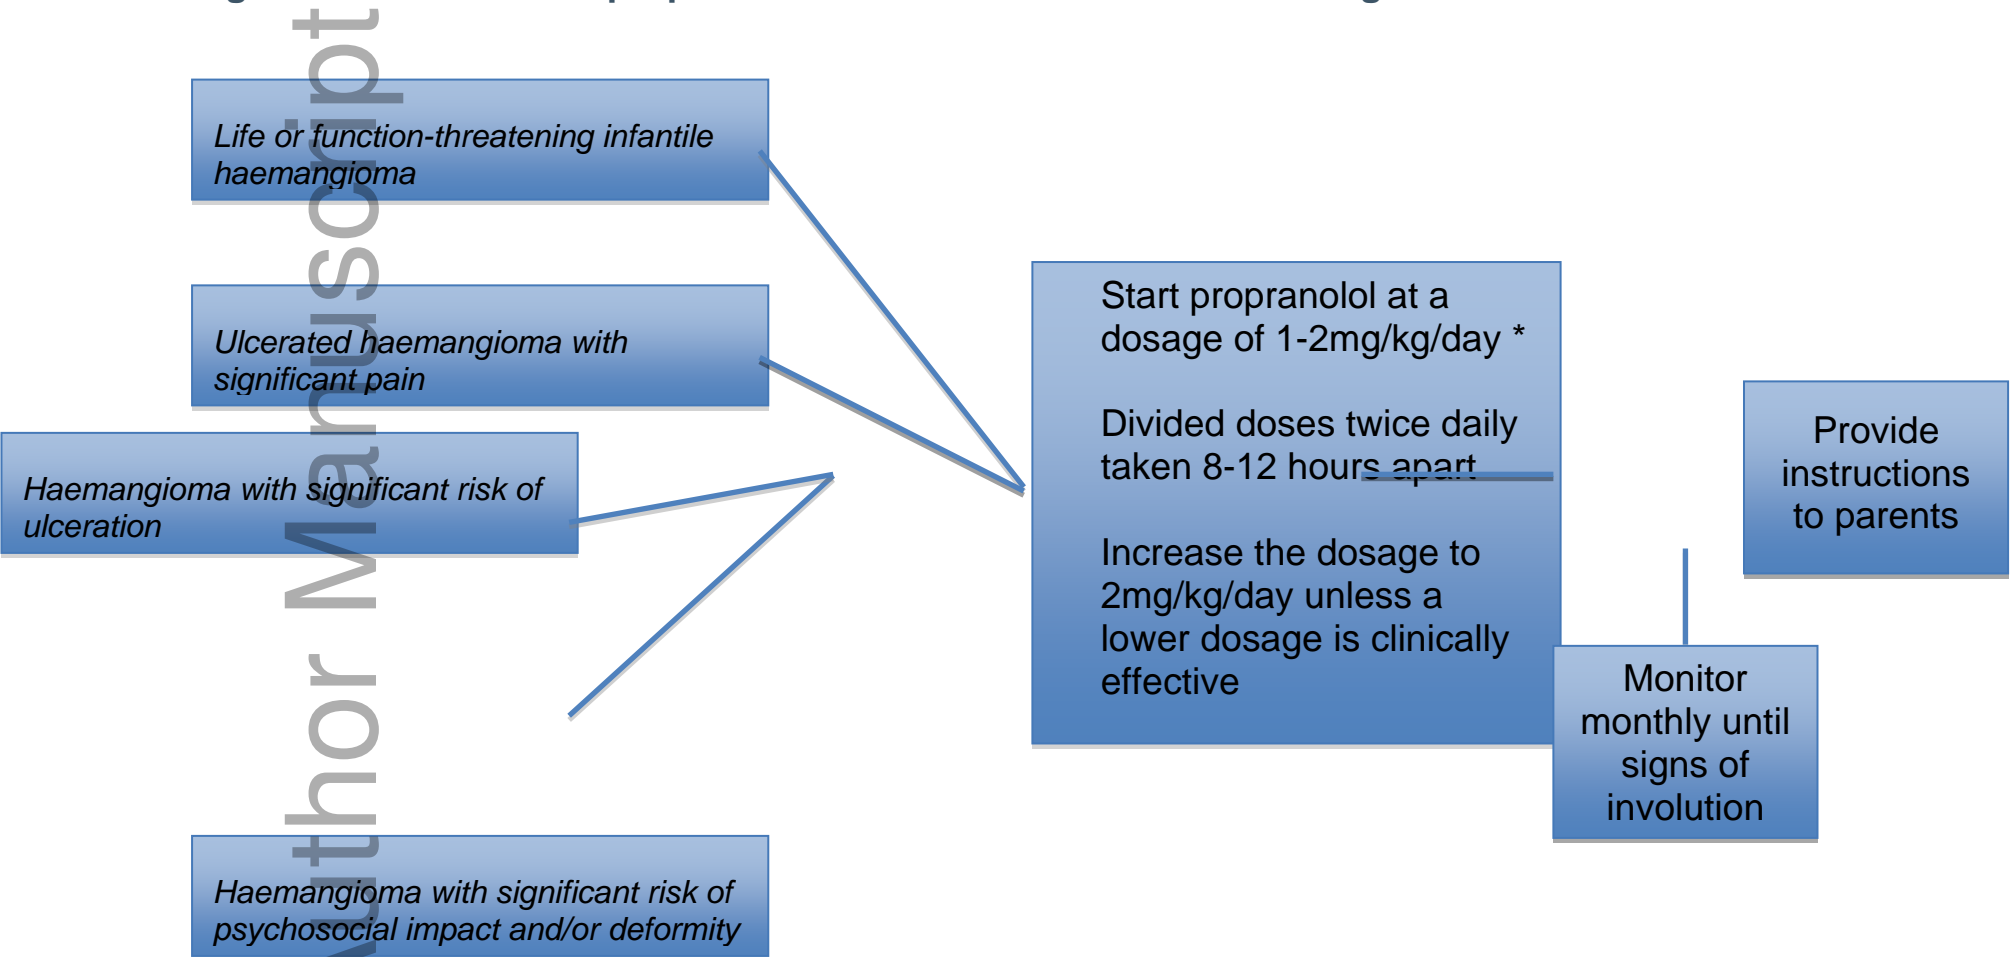 Life or function-threatening infantile
haemangioma
Ulcerated haemangioma with
significant pain
Haemangioma with significant risk of
ulceration
Haemangioma with significant risk of
psychosocial impact and/or deformity
Start propranolol at a
dosage of 1-2mg/kg/day *
Divided doses twice daily
taken 8-12 hours apart
Increase the dosage to
2mg/kg/day unless a
lower dosage is clinically
effective
Provide
instructions
to parents
Monitor
monthly until
signs of
involution
Author Manuscript